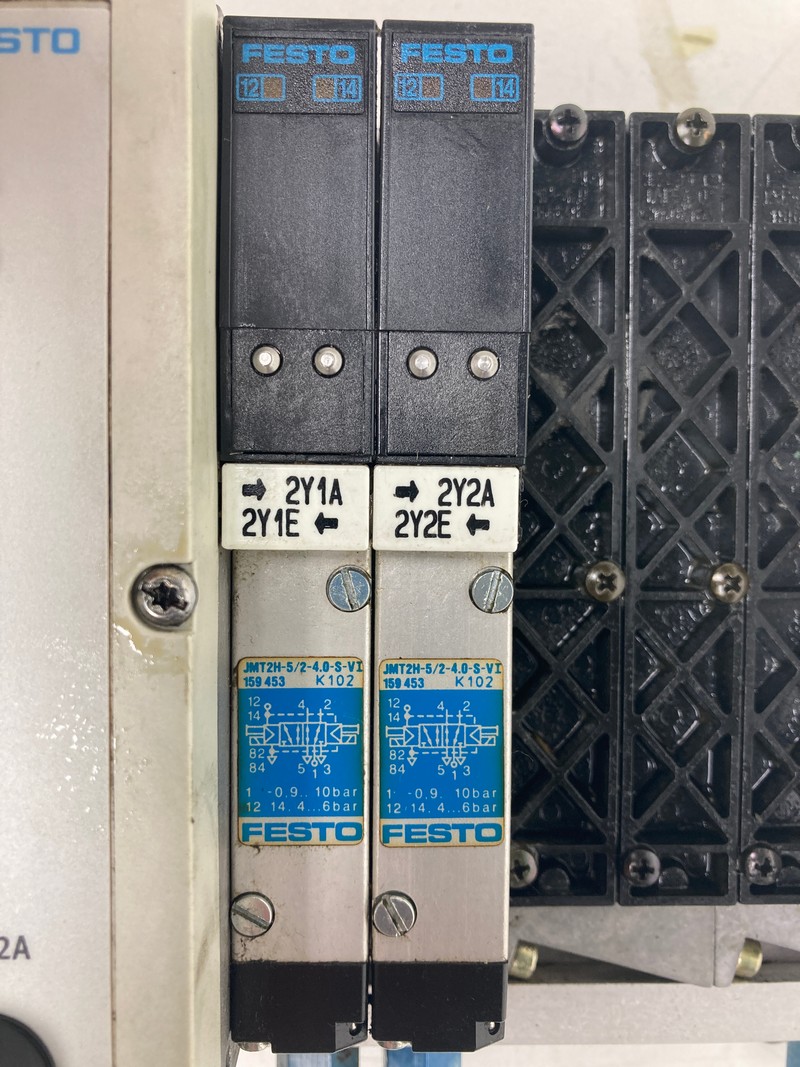 STO
FESTO
12 14
FESTO
12 14
→ 2Y1A
2Y1E ←
→ 2Y2A
2Y2E ←
JMT2H-5/2-4.0-S-VI
159 453 K102
12 4 2
14
82
84 5 3
1
1 -0,9.. 10bar
12 14. 4...6bar
FESTO
JMT2H-5/2-4.0-S-VI
159 453 K102
12 4 2
14
82
84 5 3
1
1 -0,9.. 10bar
12 14. 4...6bar
FESTO
2A